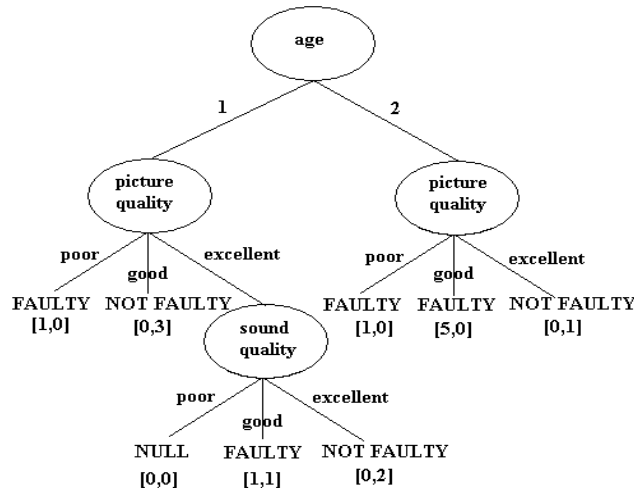 age
1 2
picture quality
picture quality
poor good excellent
poor good excellent
FAULTY NOT FAULTY
[1,0] [0,3]
FAULTY FAULTY NOT FAULTY
[1,0] [5,0] [0,1]
sound quality
poor good excellent
NULL FAULTY NOT FAULTY
[0,0] [1,1] [0,2]